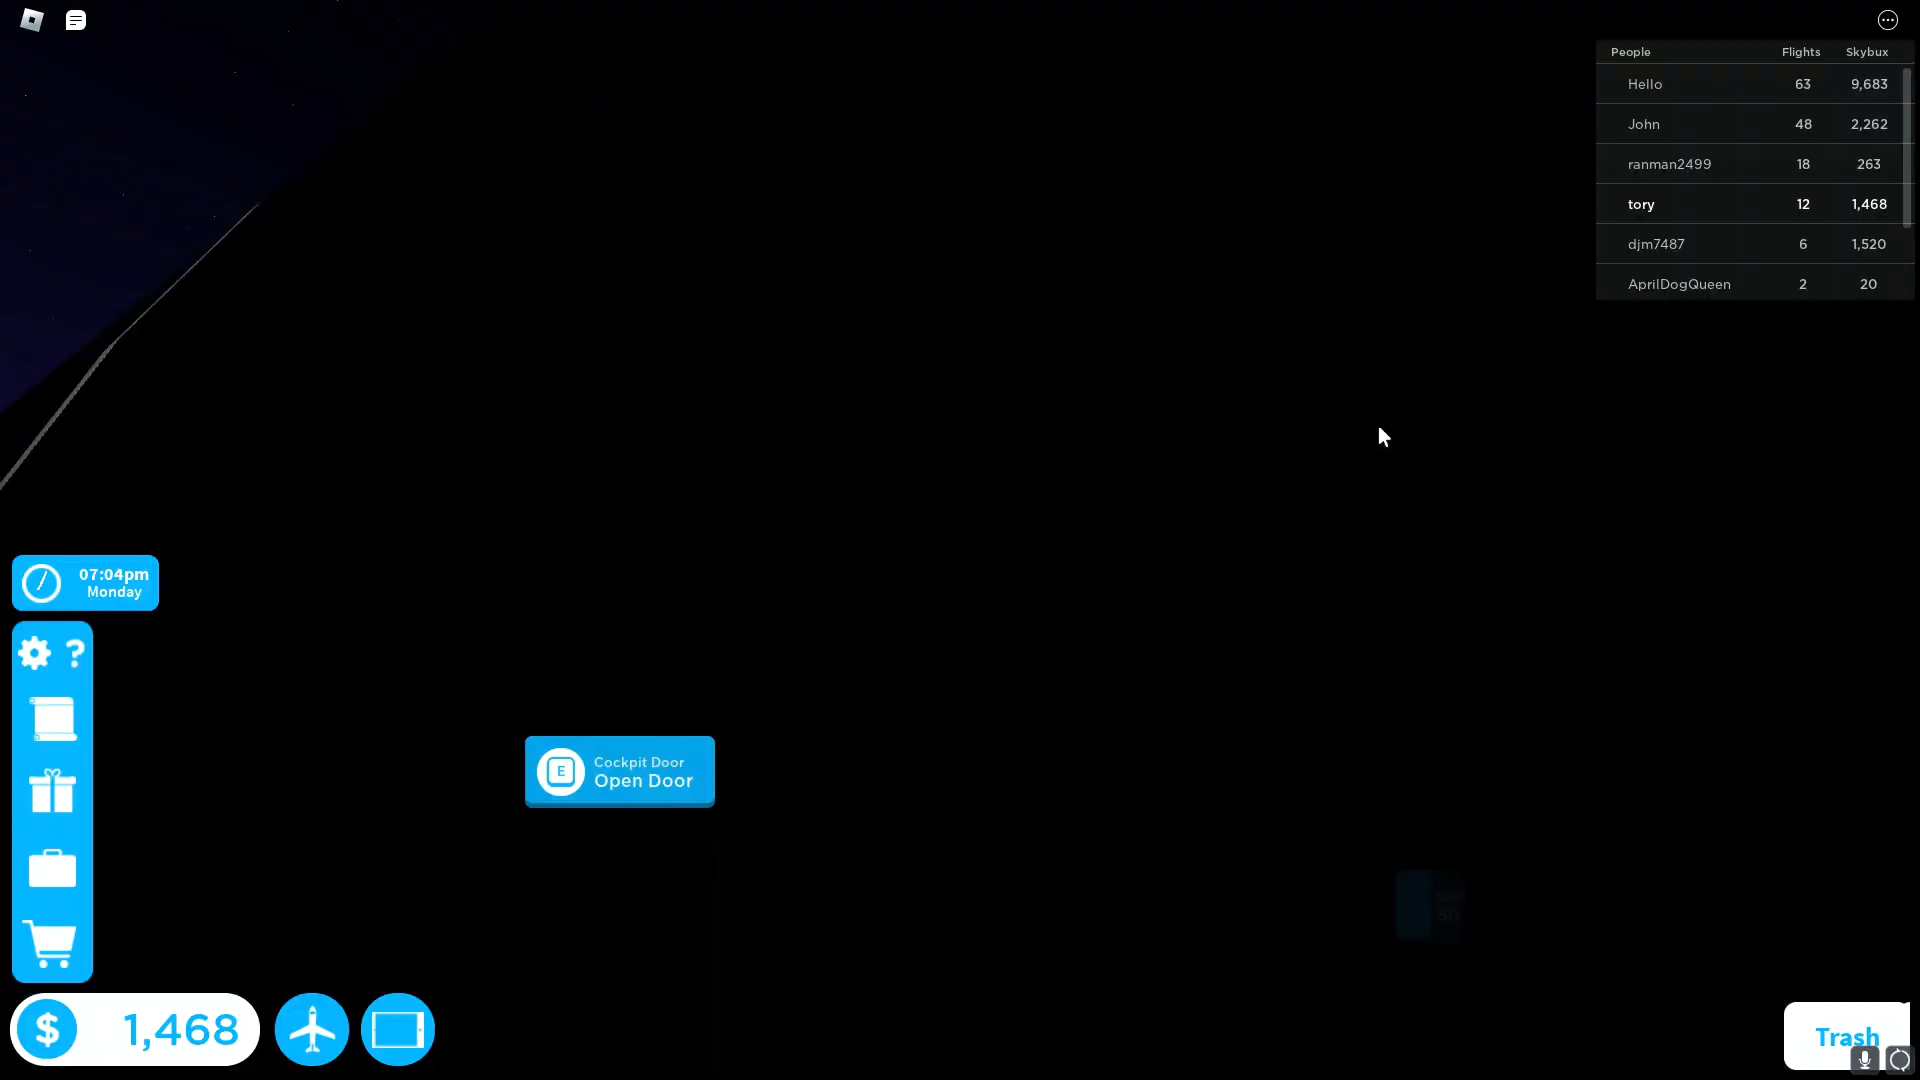 People Flights Skybux
Hello 63 9,683
John 48 2,262
ranman2499 18 263
tory 12 1,468
djm7487 6 1,520
AprilDogQueen 2 20
07:04pm
Monday
?
E
Cockpit Door
Open Door
$ 1,468
Trash